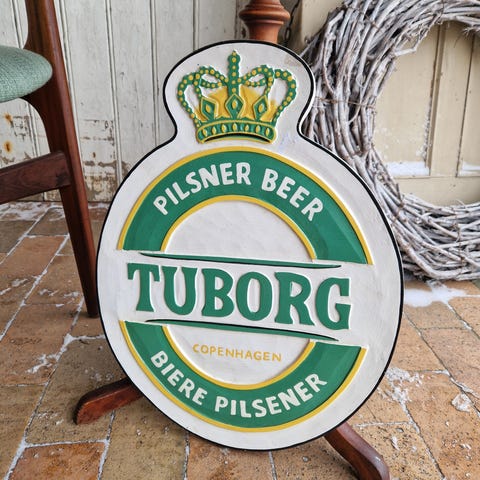 PILSNER BEER
TUBORG
COPENHAGEN
BIERE PILSENER